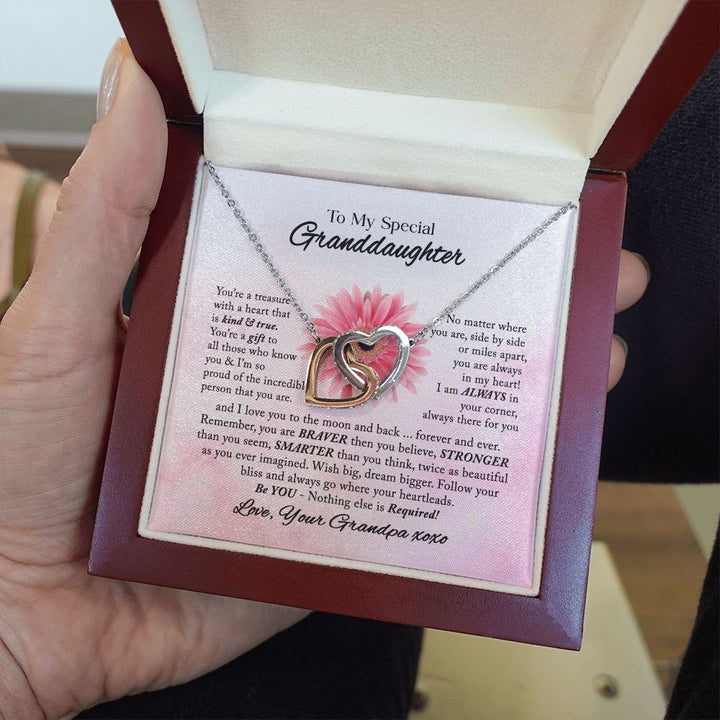 To My Special
Granddaughter
You're a treasure
with a heart that
is kind & true.
You're a gift to
all those who know
you & I'm so
proud of the incredible
person that you are.
No matter where
you are, side by side
or miles apart,
you are always
in my heart!
I am ALWAYS in
your corner,
always there for you
and I love you to the moon and back ... forever and ever.
Remember, you are BRAVER then you believe, STRONGER
than you seem, SMARTER than you think, twice as beautiful
as you ever imagined. Wish big, dream bigger. Follow your
bliss and always go where your heartleads.
Be YOU - Nothing else is Required!
Love, Your Grandpa xoxo